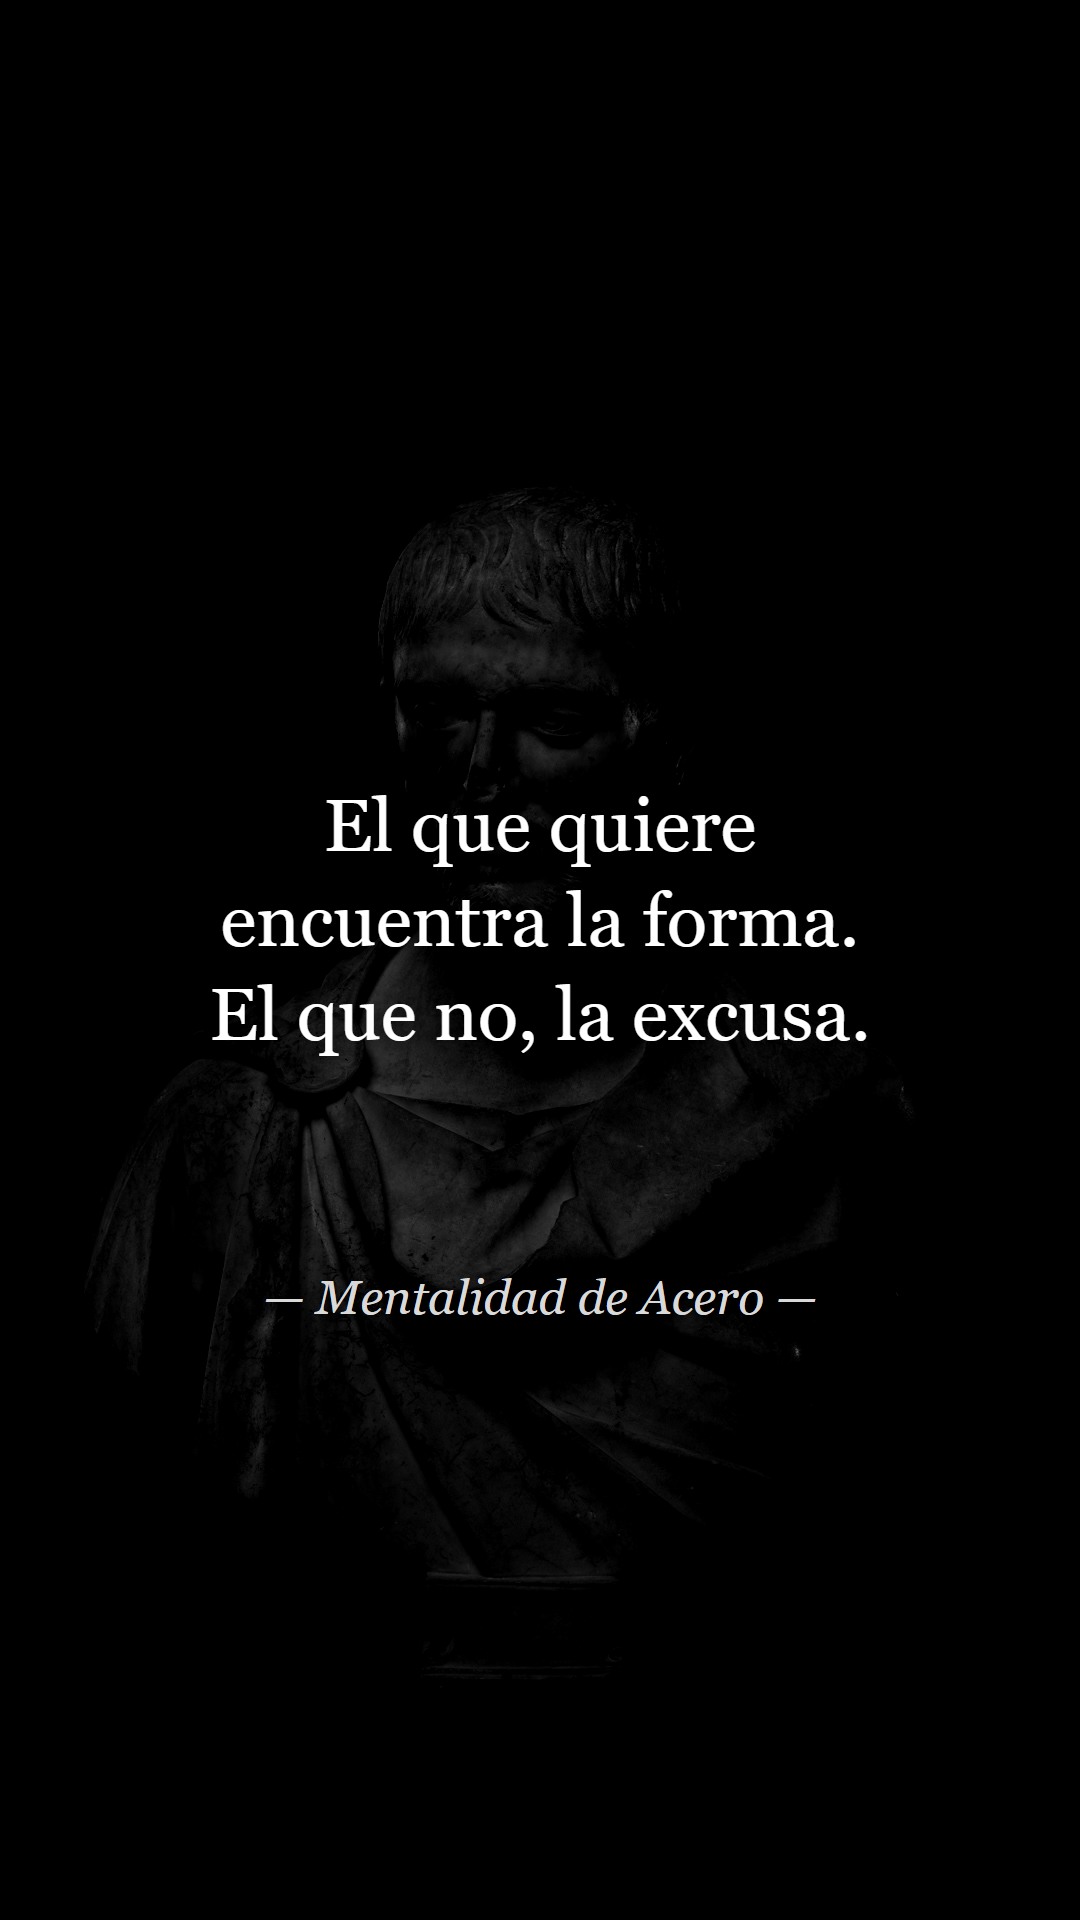 El que quiere
encuentra la forma.
El que no, la excusa.
— Mentalidad de Acero —